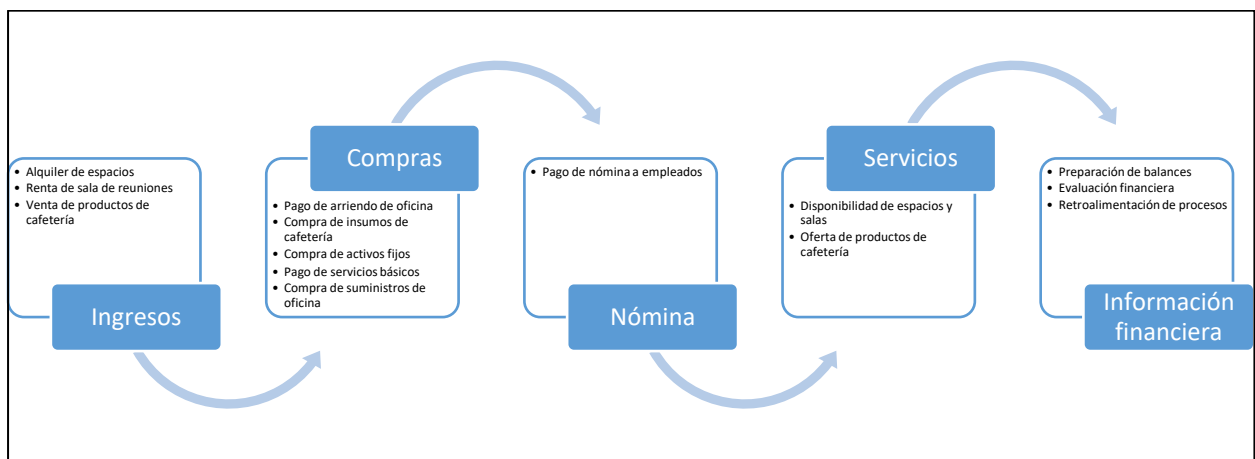 • Alquiler de espacios
• Renta de sala de reuniones
• Venta de productos de
cafetería
Ingresos
Compras
• Pago de arriendo de oficina
• Compra de insumos de
cafetería
• Compra de activos fijos
• Pago de servicios básicos
• Compra de suministros de
oficina
• Pago de nómina a empleados
Nómina
Servicios
• Disponibilidad de espacios y
salas
• Oferta de productos de
cafetería
• Preparación de balances
• Evaluación financiera
• Retroalimentación de procesos
Información
financiera